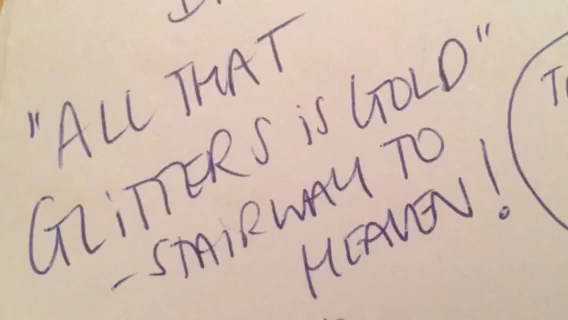 "ALL THAT
GLITTERS is GOLD"
- STAIRWAY TO
HEAVEN!